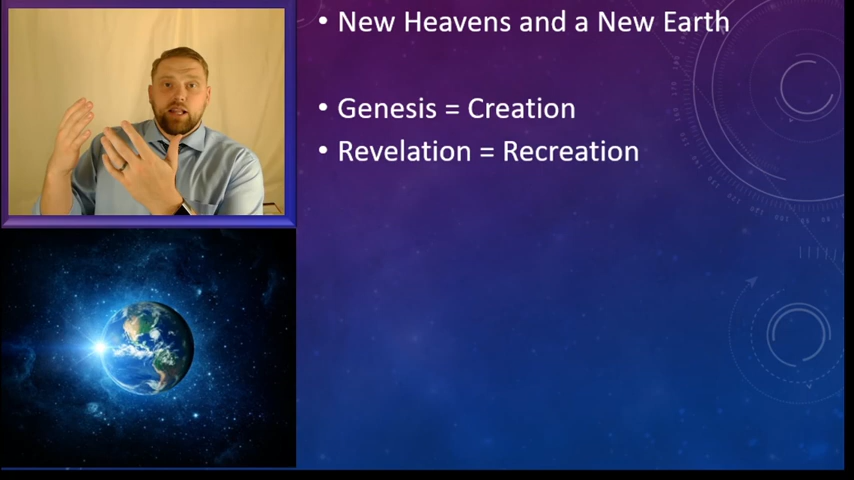 • New Heavens and a New Earth
• Genesis = Creation
• Revelation = Recreation